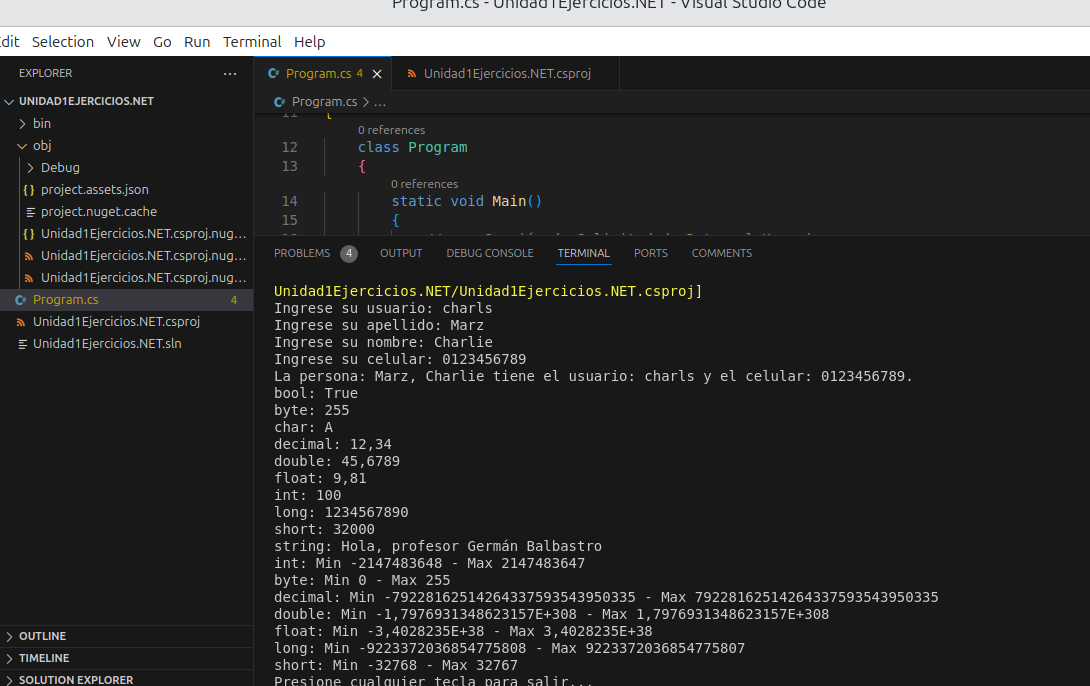 Program.cs - Unidad1Ejercicios.NET - Visual Studio Code
Edit Selection View Go Run Terminal Help
EXPLORER ...
UNIDAD1EJERCICIOS.NET
bin
obj
Debug
{} project.assets.json
project.nuget.cache
{} Unidad1Ejercicios.NET.csproj.nug...
Unidad1Ejercicios.NET.csproj.nug...
Unidad1Ejercicios.NET.csproj.nug...
C# Program.cs 4
Unidad1Ejercicios.NET.csproj
Unidad1Ejercicios.NET.sln
OUTLINE
TIMELINE
SOLUTION EXPLORER
C# Program.cs 4 Unidad1Ejercicios.NET.csproj
C# Program.cs > ...
11 {
0 references
12 class Program
13 {
0 references
14 static void Main()
15 {
PROBLEMS 4 OUTPUT DEBUG CONSOLE TERMINAL PORTS COMMENTS
Unidad1Ejercicios.NET/Unidad1Ejercicios.NET.csproj]
Ingrese su usuario: charls
Ingrese su apellido: Marz
Ingrese su nombre: Charlie
Ingrese su celular: 0123456789
La persona: Marz, Charlie tiene el usuario: charls y el celular: 0123456789.
bool: True
byte: 255
char: A
decimal: 12,34
double: 45,6789
float: 9,81
int: 100
long: 1234567890
short: 32000
string: Hola, profesor Germán Balbastro
int: Min -2147483648 - Max 2147483647
byte: Min 0 - Max 255
decimal: Min -79228162514264337593543950335 - Max 79228162514264337593543950335
double: Min -1,7976931348623157E+308 - Max 1,7976931348623157E+308
float: Min -3,4028235E+38 - Max 3,4028235E+38
long: Min -9223372036854775808 - Max 9223372036854775807
short: Min -32768 - Max 32767
Presione cualquier tecla para salir...